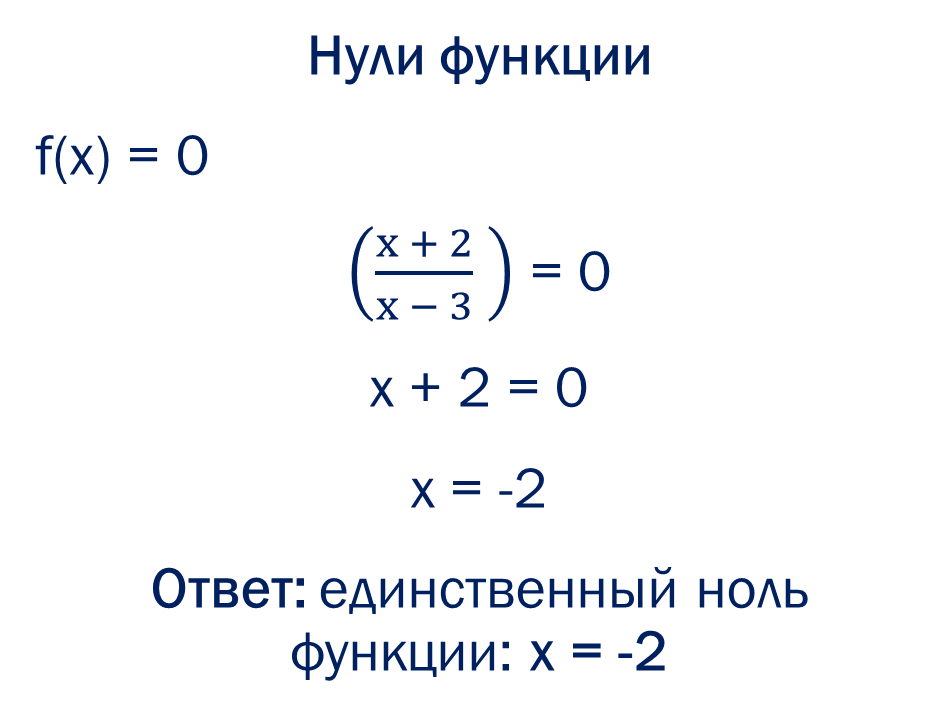 Нули функции
f(x) = 0
(x + 2 / x − 3) = 0
x + 2 = 0
x = -2
Ответ: единственный ноль
функции: x = -2